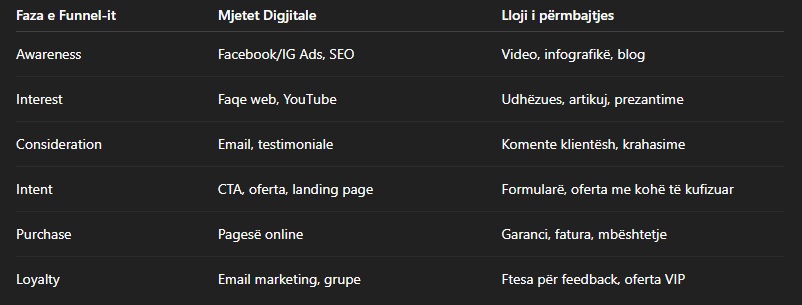 Faza e Funnel-it Mjetet Digjitale Lloji i përmbajtjes
Awareness Facebook/IG Ads, SEO Video, infografikë, blog
Interest Faqe web, YouTube Udhëzues, artikuj, prezantime
Consideration Email, testimoniale Komente klientësh, krahasime
Intent CTA, oferta, landing page Formularë, oferta me kohë të kufizuar
Purchase Pagesë online Garanci, fatura, mbështetje
Loyalty Email marketing, grupe Ftesa për feedback, oferta VIP